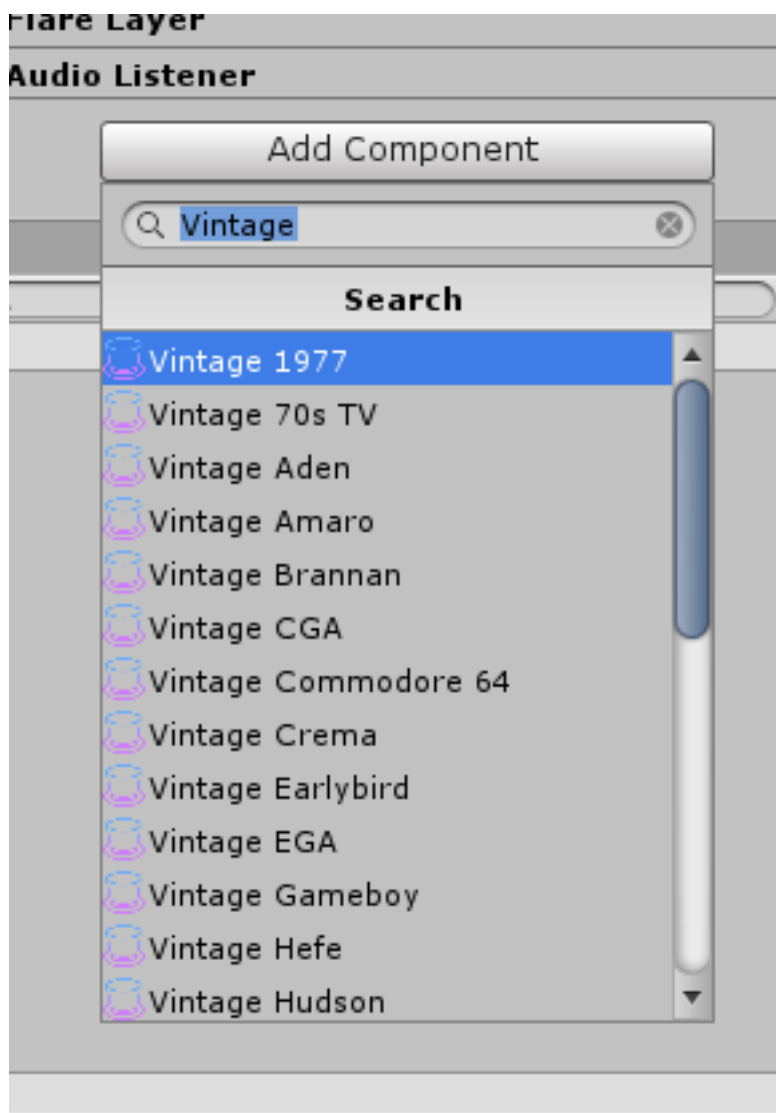 Flare Layer
Audio Listener
Add Component
Vintage
Search
Vintage 1977
Vintage 70s TV
Vintage Aden
Vintage Amaro
Vintage Brannan
Vintage CGA
Vintage Commodore 64
Vintage Crema
Vintage Earlybird
Vintage EGA
Vintage Gameboy
Vintage Hefe
Vintage Hudson